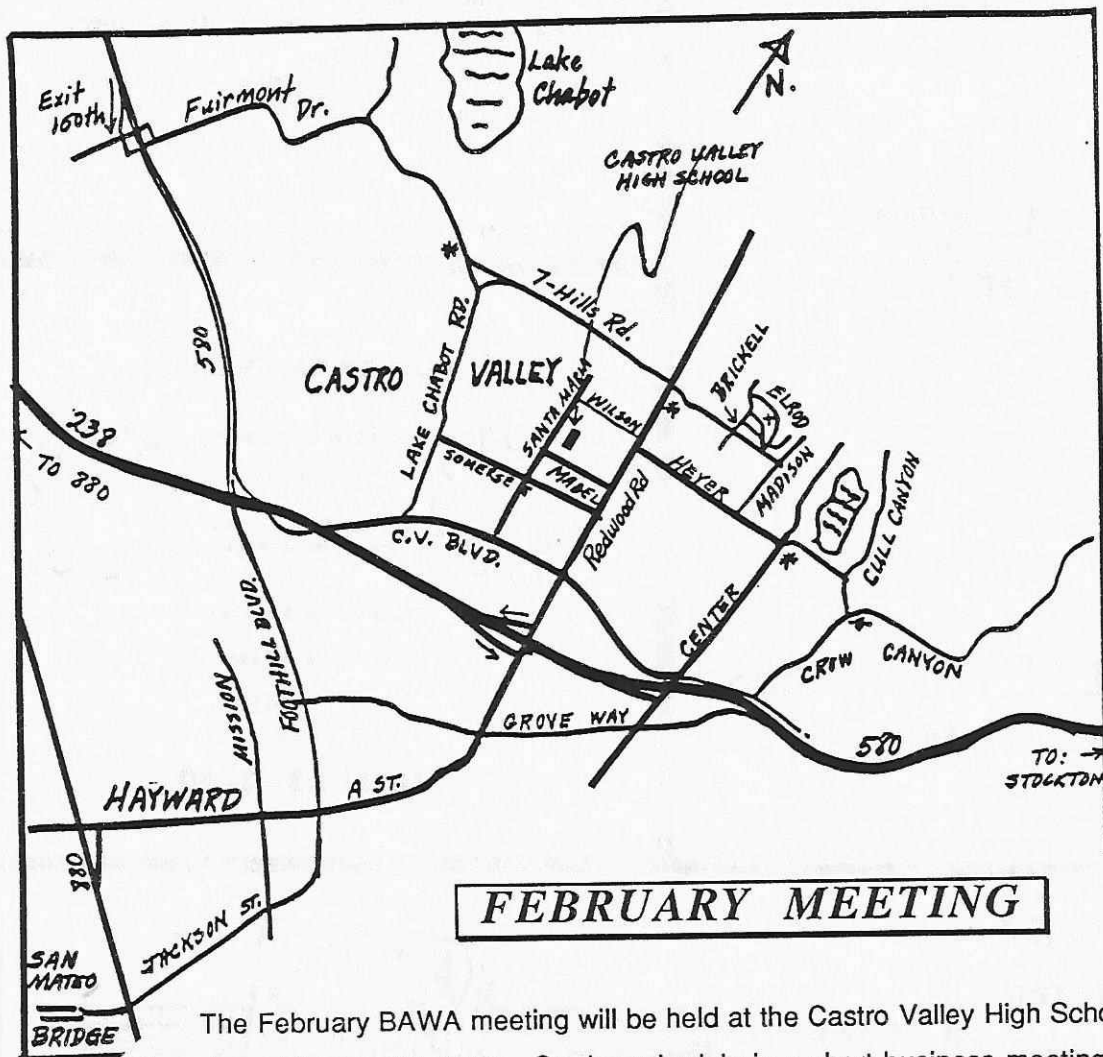 Lake
Chabot
N.
Exit
160th
Fairmont
Dr.
CASTRO VALLEY
HIGH SCHOOL
580
7-Hills Rd.
CASTRO VALLEY
LAKE CHABOT RD.
SANTA MARIA
WILSON
BRICKELL
ELROD
X
238
TO 880
SOMERSET
MABEL
Redwood Rd
HEYER
MADISON
CULL CANYON
C.V. BLVD.
CENTER
CROW CANYON
MISSION
FOOTHILL BLVD.
GROVE WAY
580
TO:
STOCKTON
HAYWARD
A ST.
880
JACKSON ST.
SAN
MATEO
BRIDGE
FEBRUARY MEETING
The February BAWA meeting will be held at the Castro Valley High Scho